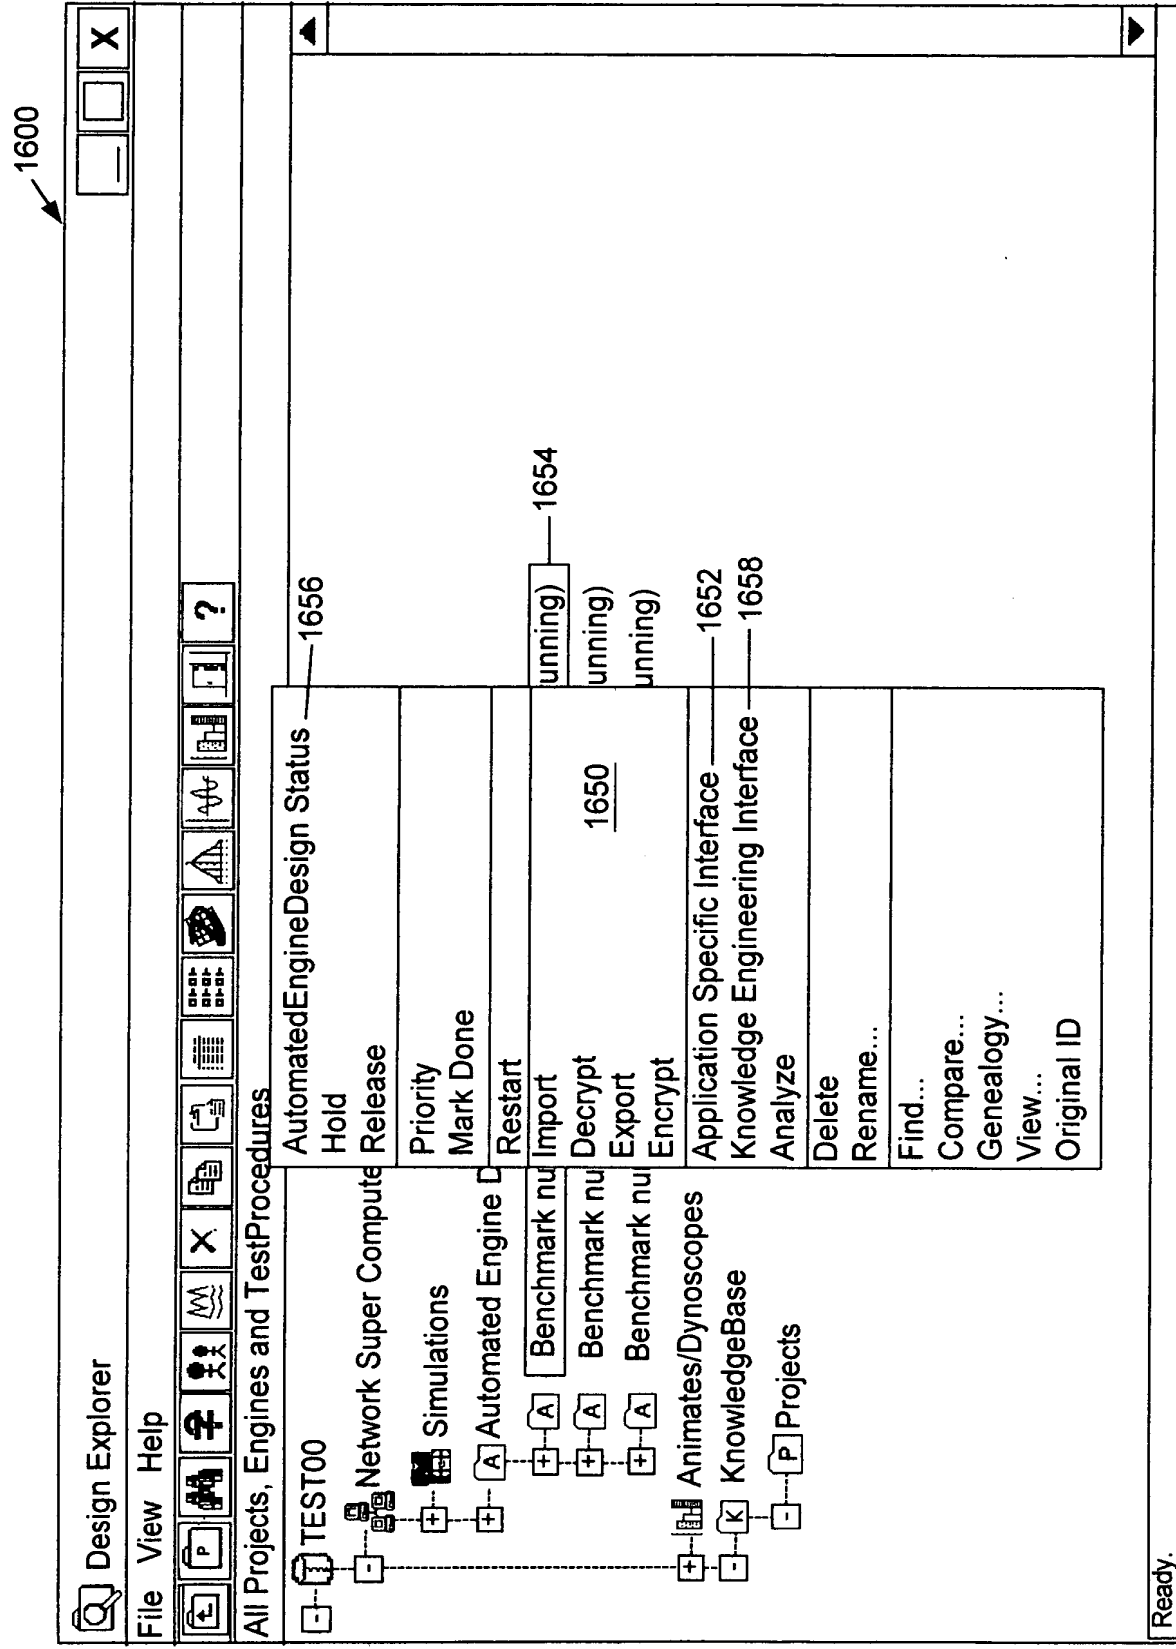 1600
Design Explorer
X
File View Help
P
?
All Projects, Engines and TestProcedures
TEST00
Network Super Compute
Simulations
A Automated Engine D
A Benchmark nu
unning)
1654
A Benchmark nu
unning)
A Benchmark nu
unning)
Animates/Dynoscopes
K KnowledgeBase
P Projects
AutomatedEngineDesign Status
1656
Hold
Release
Priority
Mark Done
Restart
Import
Decrypt
1650
Export
Encrypt
Application Specific Interface
1652
Knowledge Engineering Interface
1658
Analyze
Delete
Rename...
Find...
Compare...
Genealogy...
View...
Original ID
Ready.